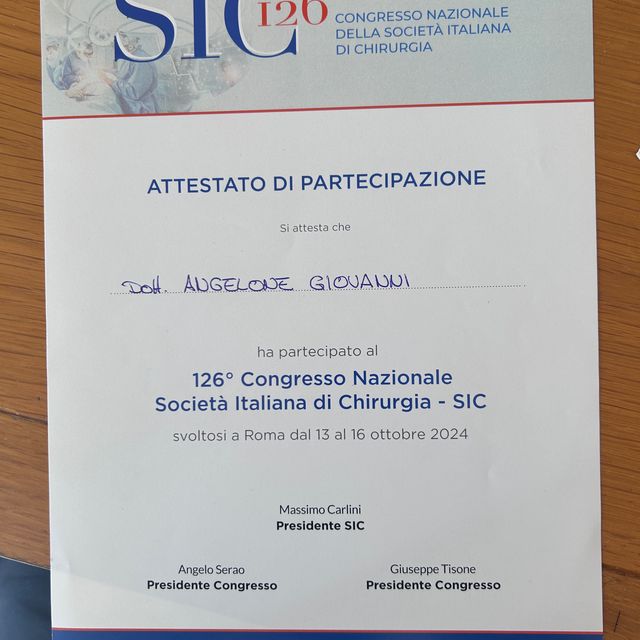 SIC 126 CONGRESSO NAZIONALE
DELLA SOCIETÀ ITALIANA
DI CHIRURGIA
ATTESTATO DI PARTECIPAZIONE
Si attesta che
Dott. ANGELONE GIOVANNI
ha partecipato al
126° Congresso Nazionale
Società Italiana di Chirurgia - SIC
svoltosi a Roma dal 13 al 16 ottobre 2024
Massimo Carlini
Presidente SIC
Angelo Serao
Presidente Congresso
Giuseppe Tisone
Presidente Congresso